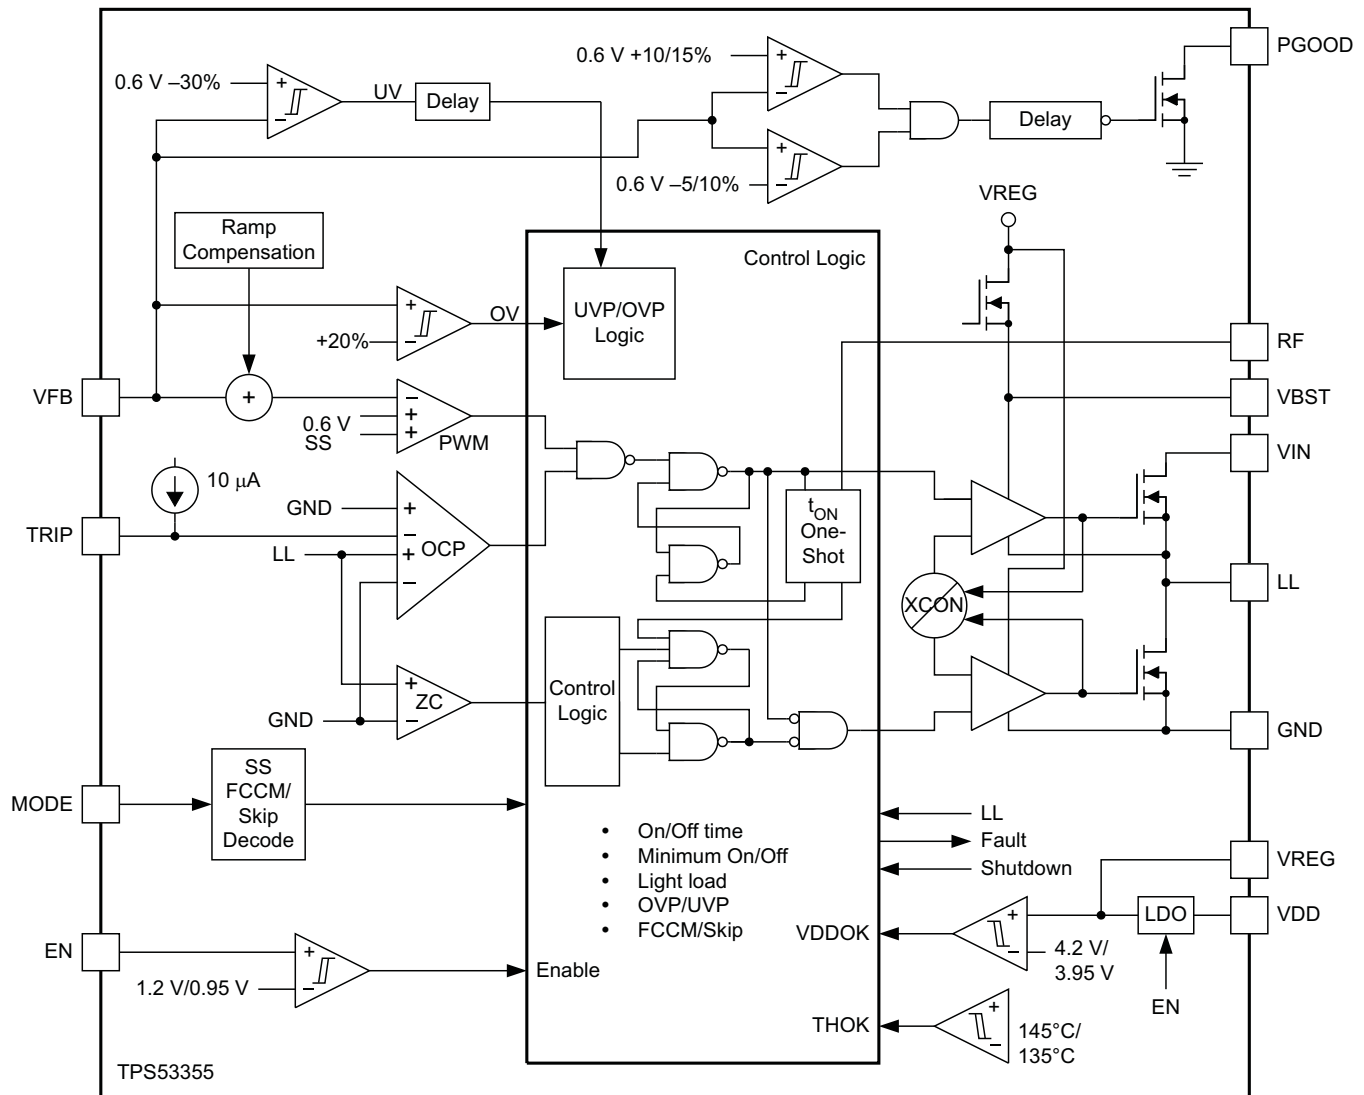 PGOOD
0.6 V +10/15%
+
−
0.6 V –30%
+
−
UV
Delay
Delay
+
−
0.6 V –5/10%
VREG
Ramp
Compensation
Control Logic
UVP/OVP
Logic
+
−
OV
+20%
RF
VFB
+
−
+
+
0.6 V
SS
PWM
VBST
VIN
10 μA
GND
+
TRIP
−
LL
+
OCP
−
tON
One-
Shot
XCON
LL
+
ZC
−
GND
Control
Logic
GND
MODE
SS
FCCM/
Skip
Decode
• On/Off time
• Minimum On/Off
• Light load
• OVP/UVP
• FCCM/Skip
LL
Fault
Shutdown
VREG
LDO
VDD
VDDOK
+
−
4.2 V/
3.95 V
EN
EN
+
−
1.2 V/0.95 V
Enable
THOK
+
−
145°C/
135°C
TPS53355